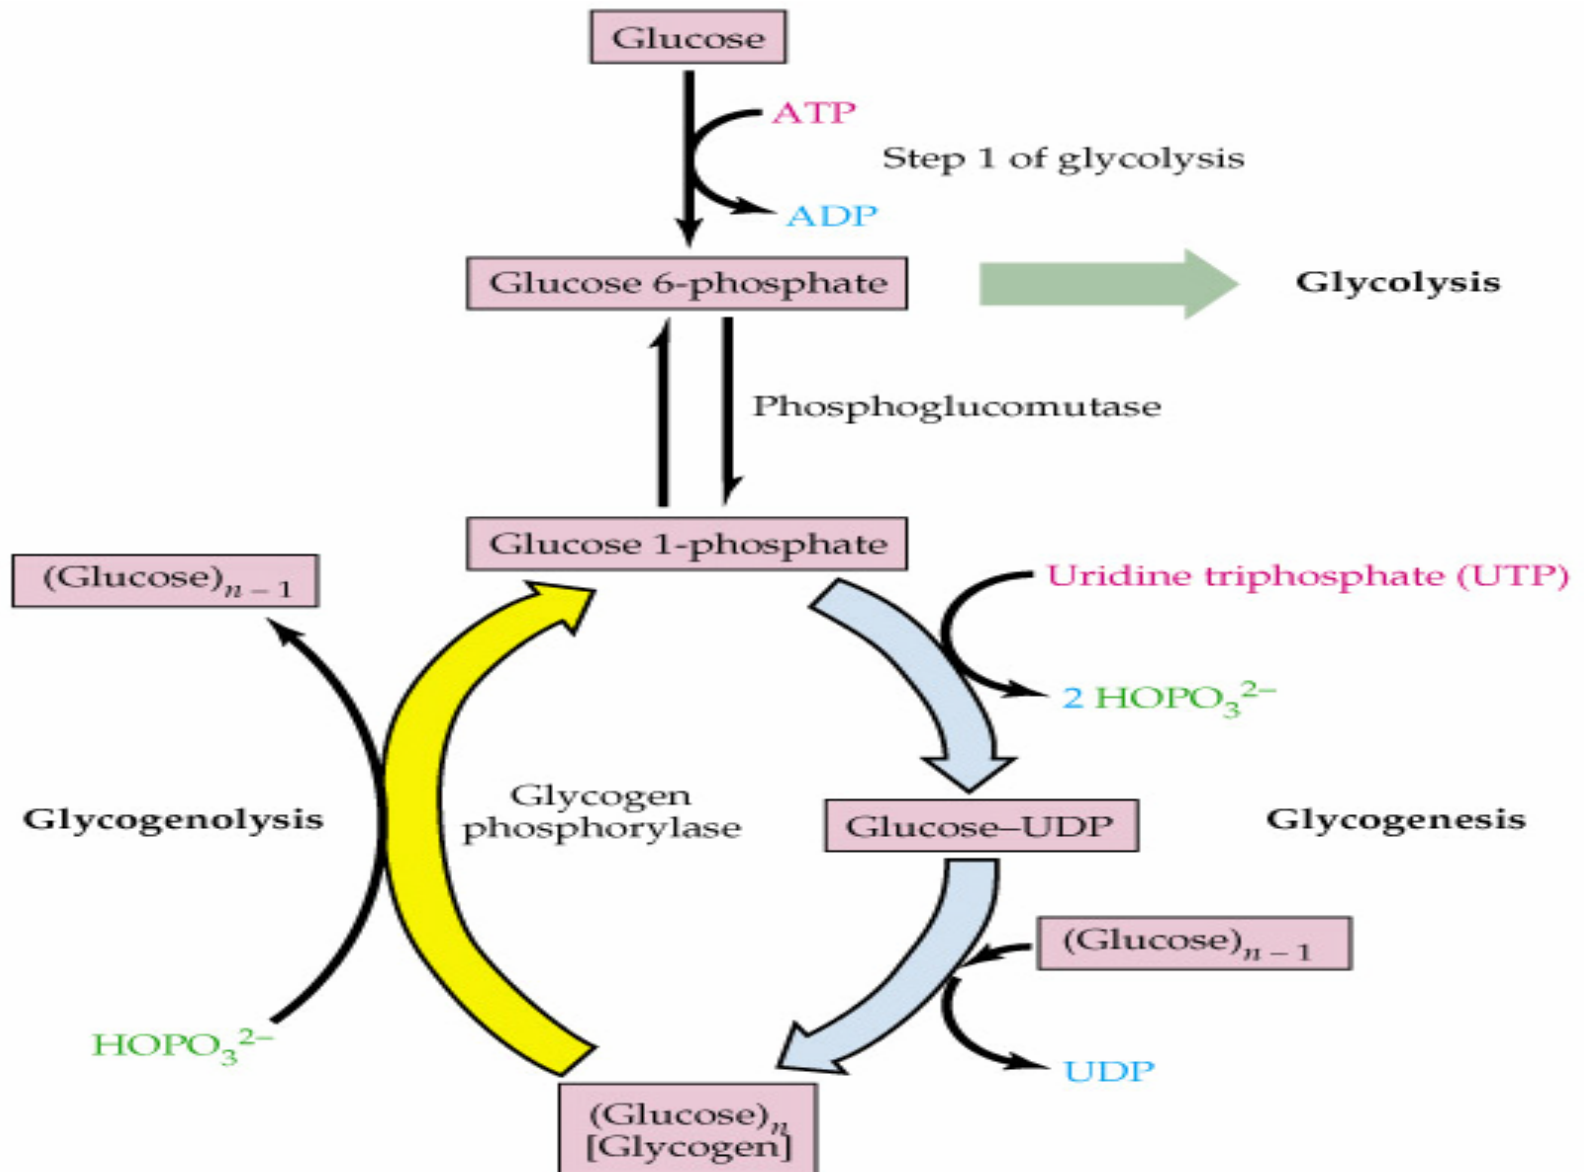 Glucose
ATP
Step 1 of glycolysis
ADP
Glucose 6-phosphate
Glycolysis
Phosphoglucomutase
Glucose 1-phosphate
(Glucose)n – 1
Uridine triphosphate (UTP)
2 HOPO₃²⁻
Glycogenolysis
Glycogen
phosphorylase
Glucose–UDP
Glycogenesis
(Glucose)n – 1
HOPO₃²⁻
UDP
(Glucose)n
[Glycogen]